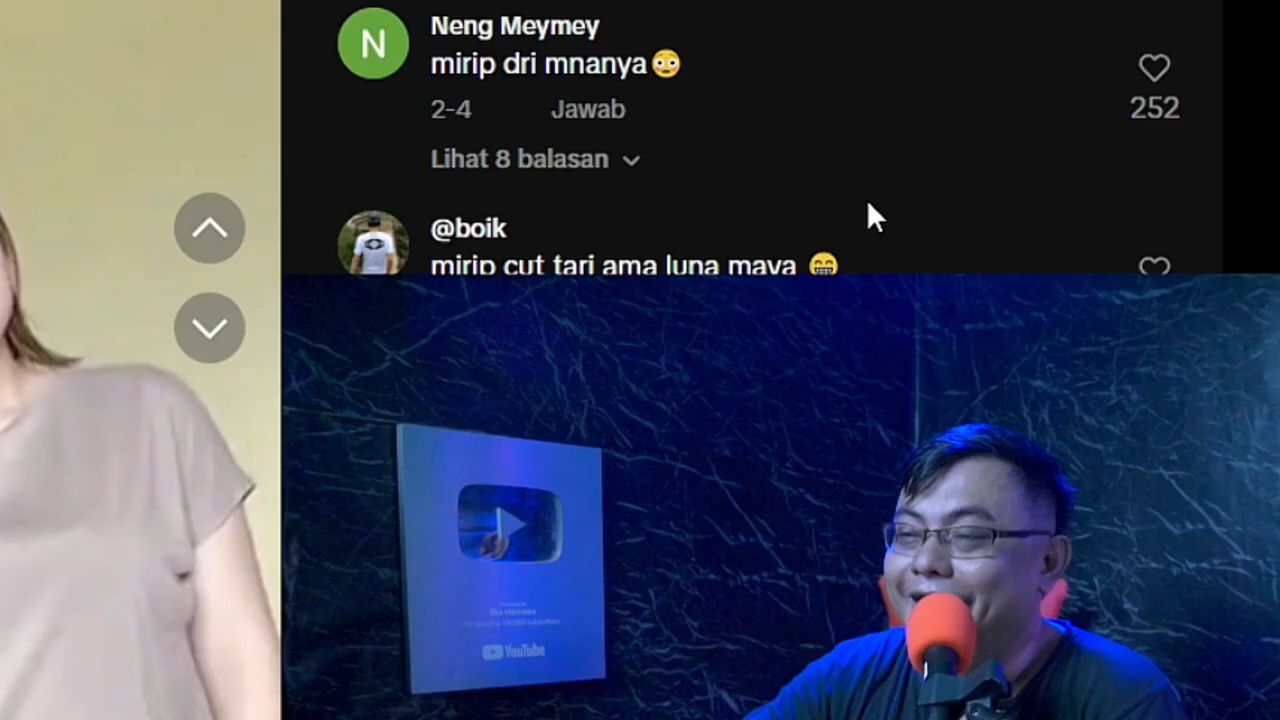 N
Neng Meymey
mirip dri mnanya😳
2-4 Jawab
252
Lihat 8 balasan
@boik
mirip cut tari ama luna maya 😁
YouTube